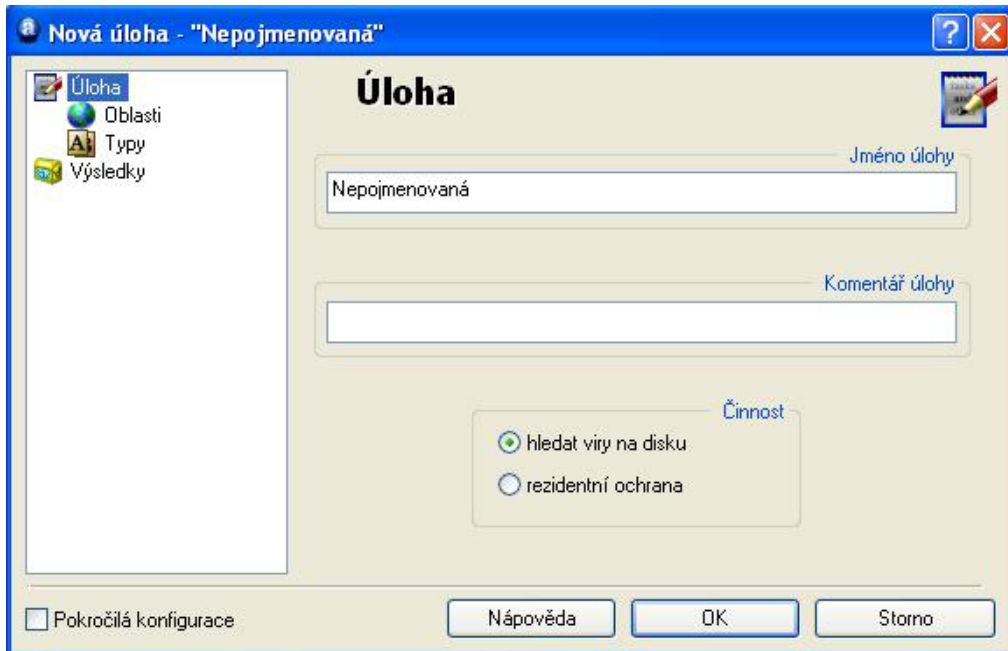 Nová úloha - "Nepojmenovaná"
Úloha
Oblasti
Typy
Výsledky
Úloha
Jméno úlohy
Nepojmenovaná
Komentář úlohy
Činnost
hledat viry na disku
rezidentní ochrana
Pokročilá konfigurace
Nápověda
OK
Storno